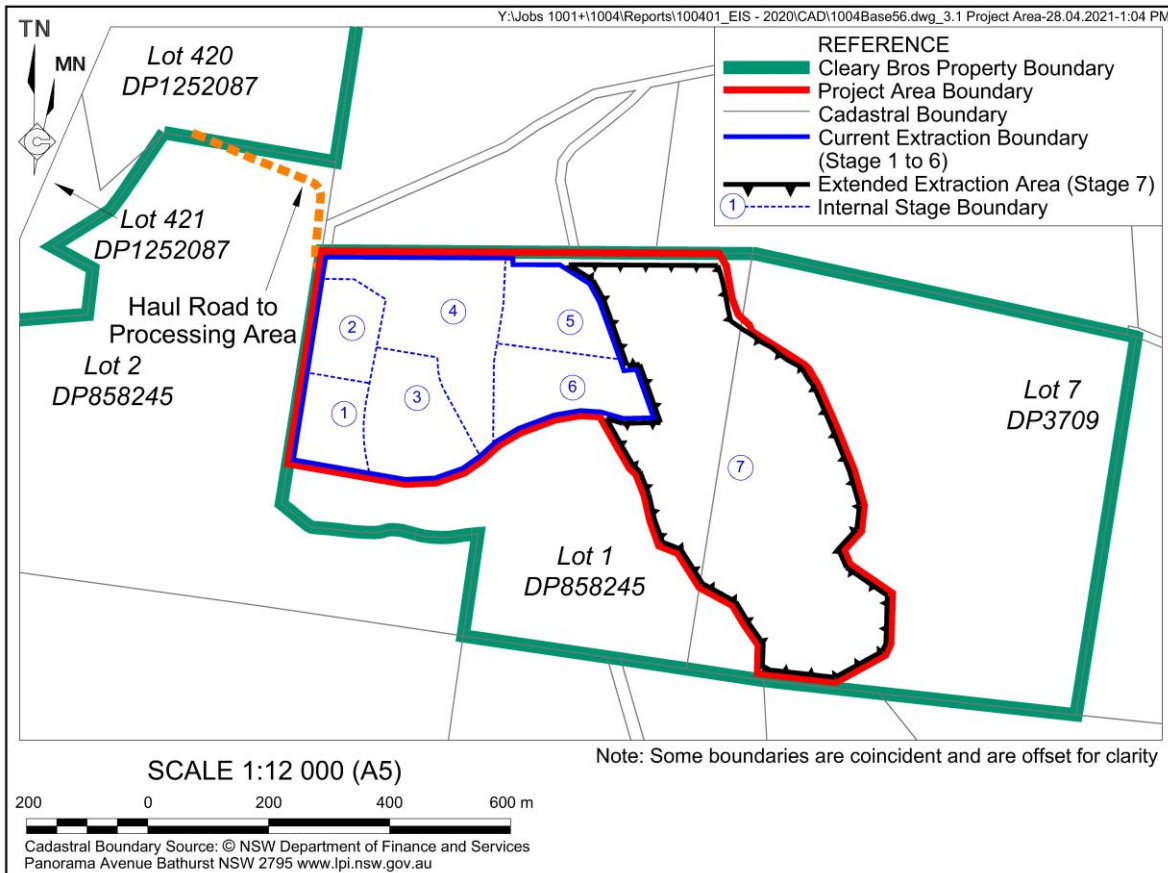 Y:\Jobs 1001+\1004\Reports\100401_EIS - 2020\CAD\1004Base56.dwg_3.1 Project Area-28.04.2021-1:04 PM
TN
MN
Lot 420
DP1252087
REFERENCE
Cleary Bros Property Boundary
Project Area Boundary
Cadastral Boundary
Current Extraction Boundary
(Stage 1 to 6)
Extended Extraction Area (Stage 7)
1 Internal Stage Boundary
Lot 421
DP1252087
Haul Road to
Processing Area
Lot 2
DP858245
2
4
5
1
3
6
7
Lot 7
DP3709
Lot 1
DP858245
SCALE 1:12 000 (A5)
Note: Some boundaries are coincident and are offset for clarity
200 0 200 400 600 m
Cadastral Boundary Source: © NSW Department of Finance and Services
Panorama Avenue Bathurst NSW 2795 www.lpi.nsw.gov.au